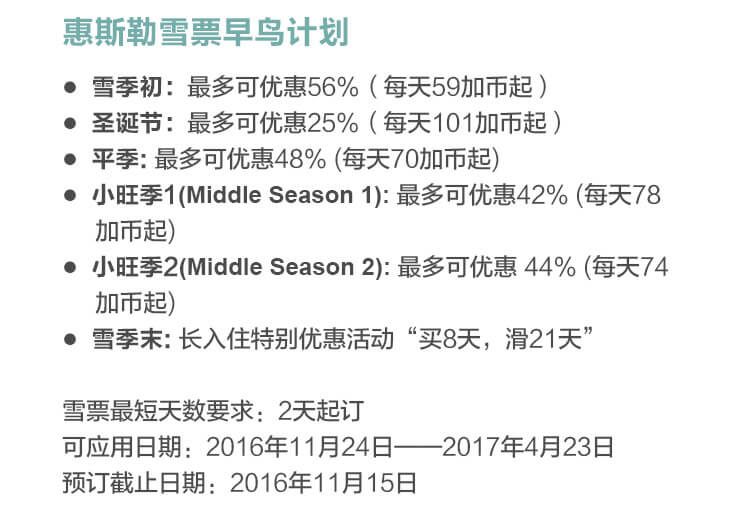 惠斯勒雪票早鸟计划
● 雪季初：最多可优惠56%（每天59加币起）
● 圣诞节：最多可优惠25%（每天101加币起）
● 平季: 最多可优惠48% (每天70加币起)
● 小旺季1(Middle Season 1): 最多可优惠42% (每天78
加币起)
● 小旺季2(Middle Season 2): 最多可优惠 44% (每天74
加币起)
● 雪季末: 长入住特别优惠活动“买8天，滑21天”
雪票最短天数要求：2天起订
可应用日期：2016年11月24日——2017年4月23日
预订截止日期：2016年11月15日